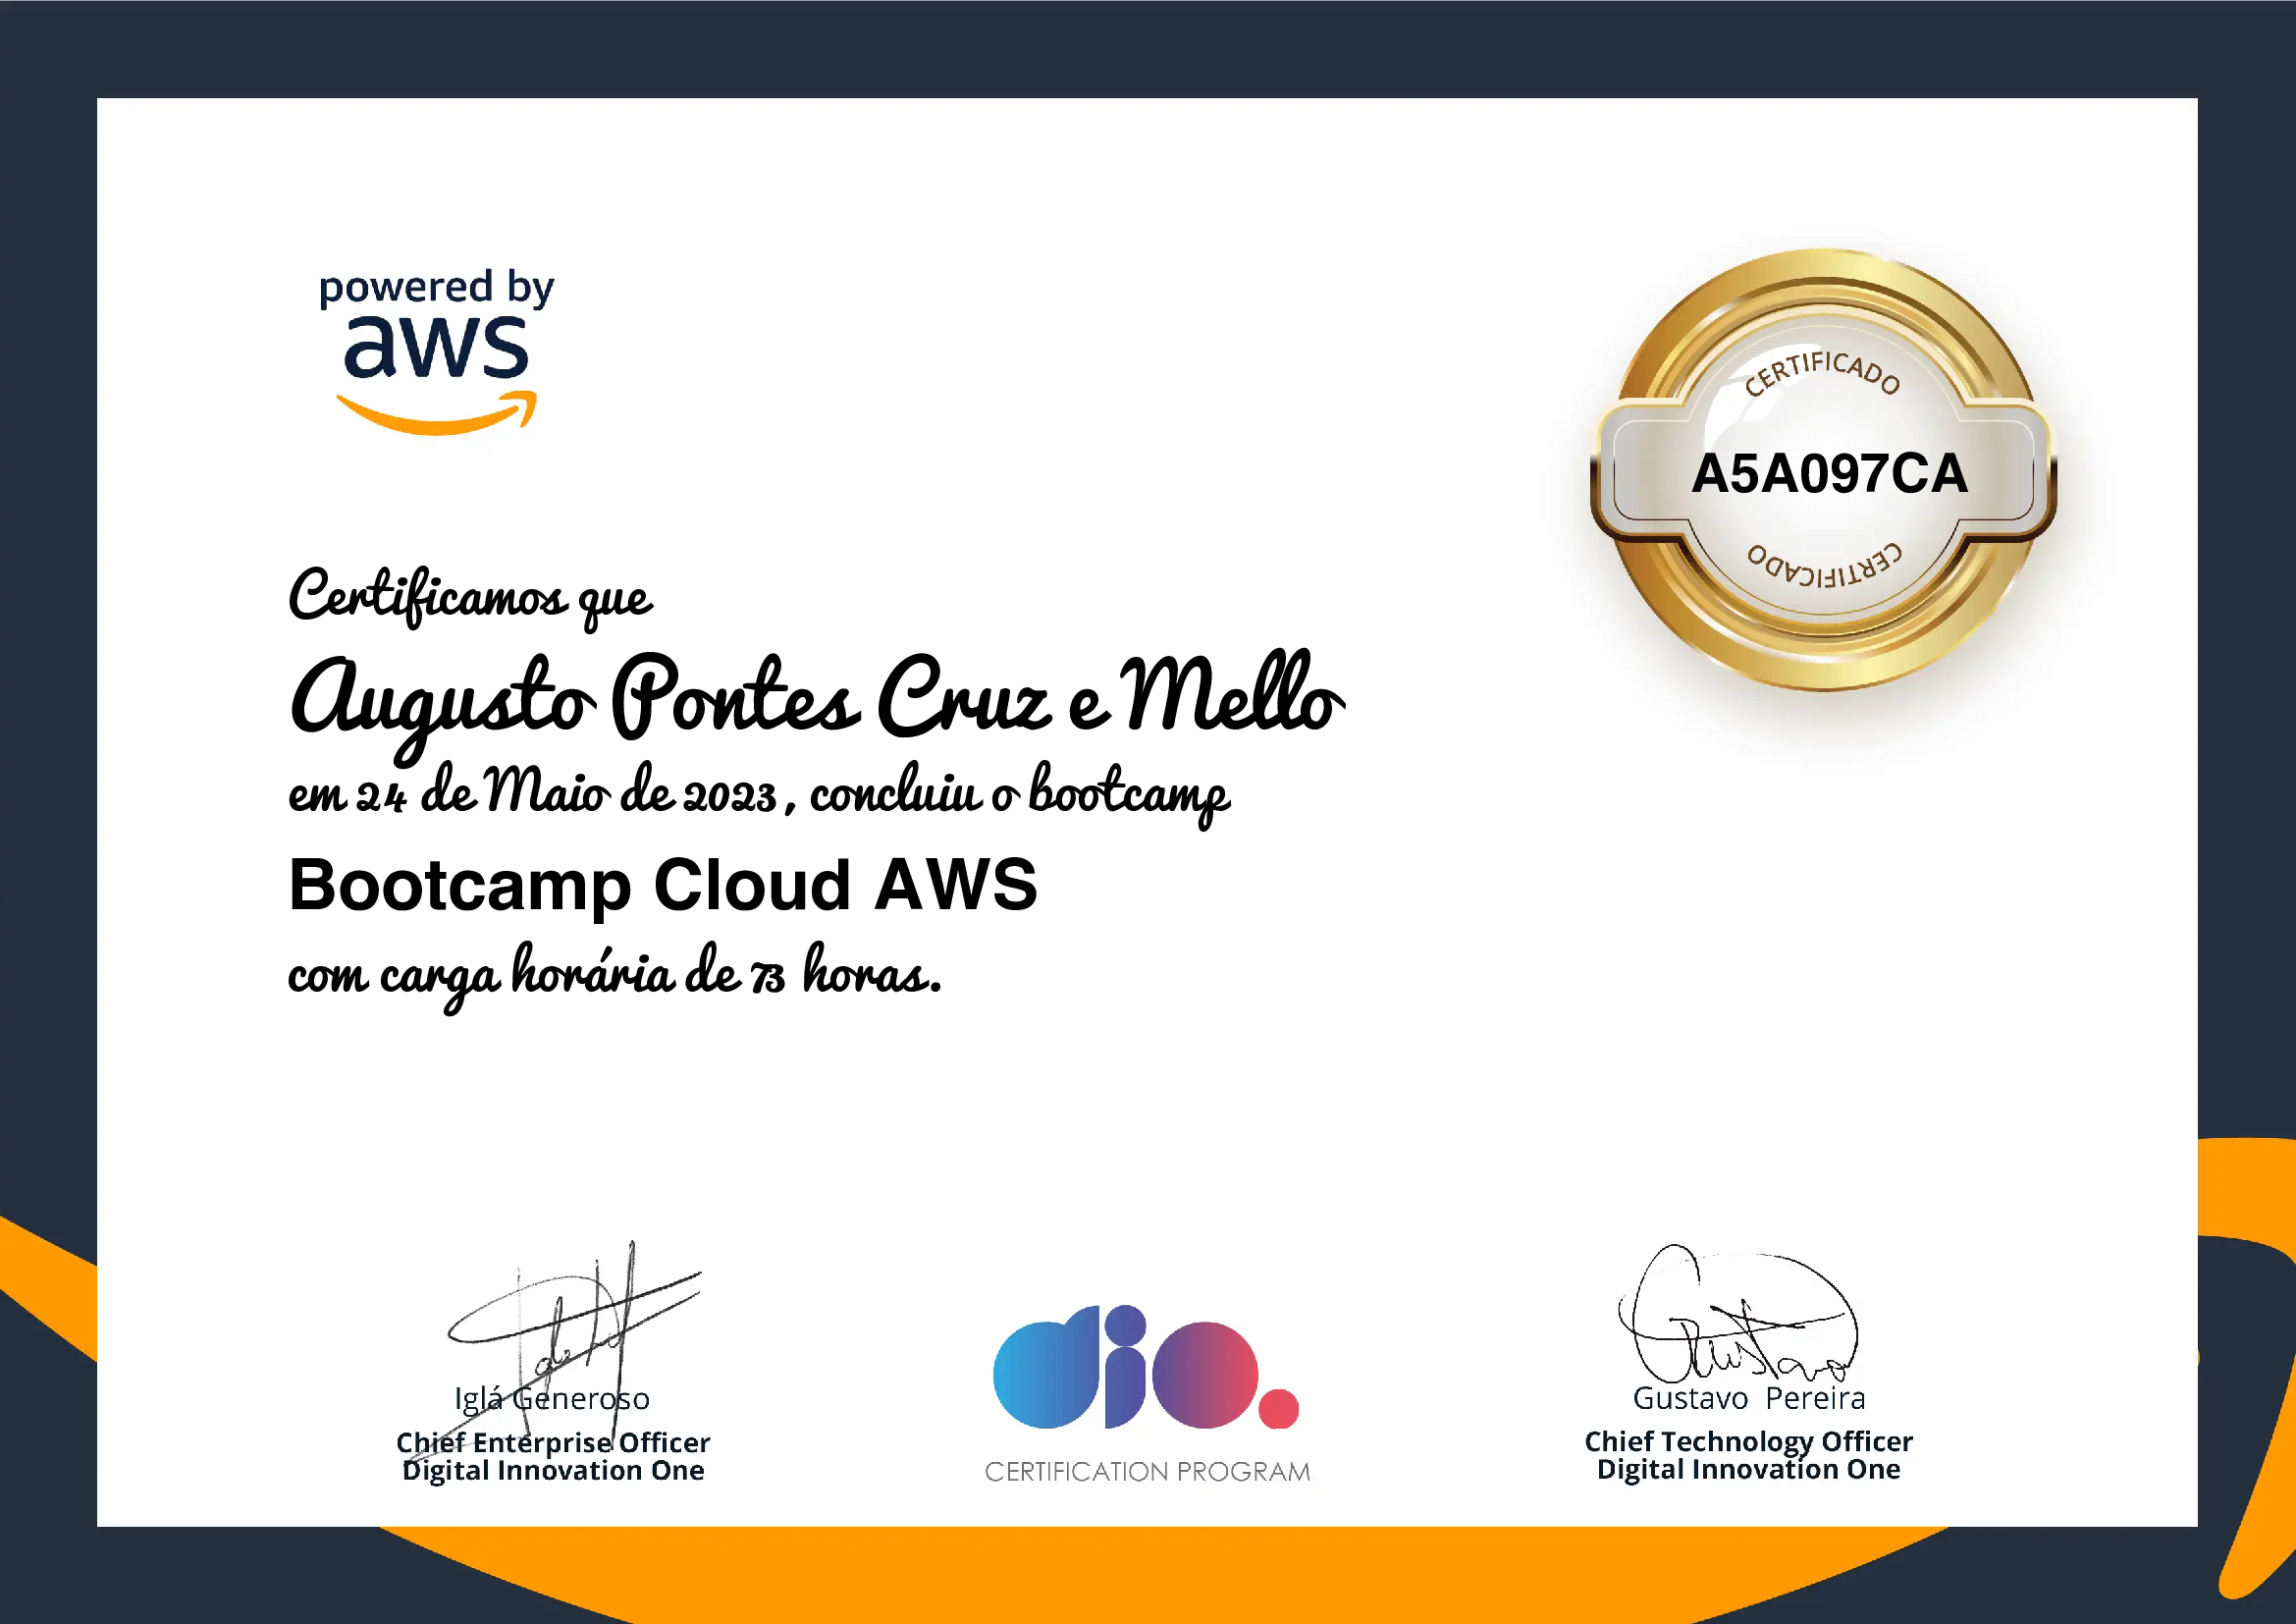 powered by
aws
CERTIFICADO
A5A097CA
CERTIFICADO
Certificamos que
Augusto Pontes Cruz e Mello
em 24 de Maio de 2023, concluiu o bootcamp
Bootcamp Cloud AWS
com carga horária de 73 horas.
Iglá Generoso
Chief Enterprise Officer
Digital Innovation One
dio.
CERTIFICATION PROGRAM
Gustavo
Gustavo Pereira
Chief Technology Officer
Digital Innovation One